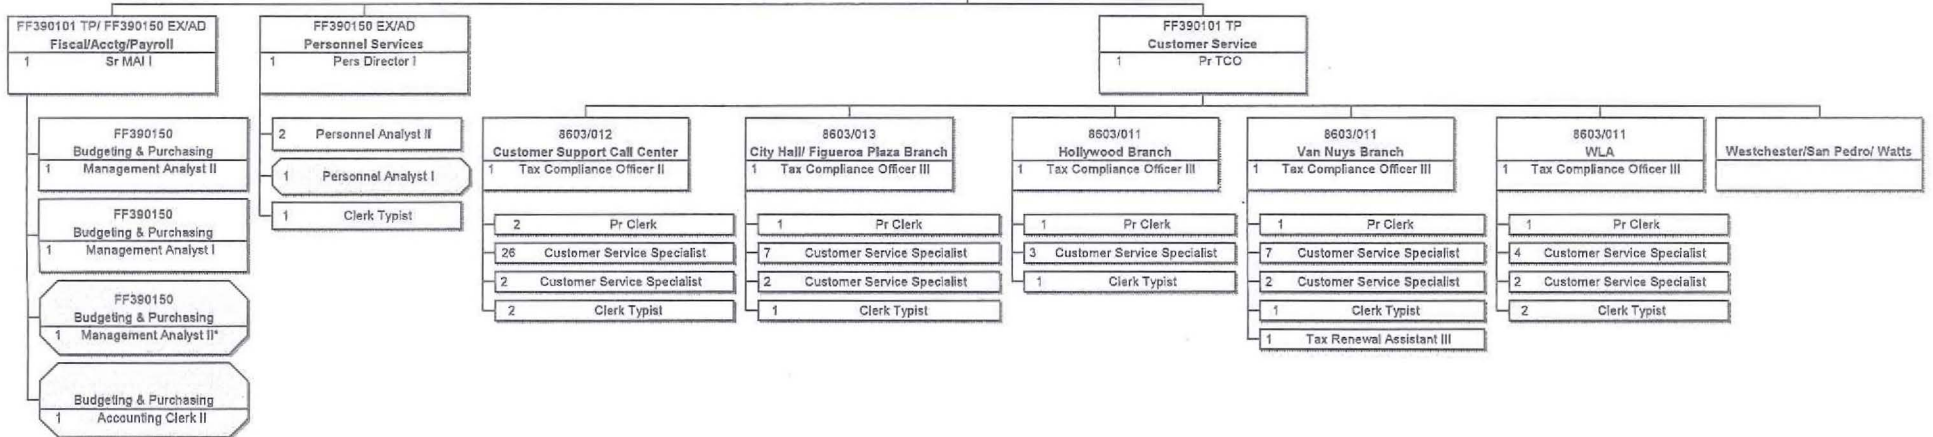 FF390101 TP/ FF390150 EX/AD
Fiscal/Acctg/Payroll
1 Sr MAI I
FF390150
Budgeting & Purchasing
1 Management Analyst II
FF390150
Budgeting & Purchasing
1 Management Analyst I
FF390150
Budgeting & Purchasing
1 Management Analyst II*
Budgeting & Purchasing
1 Accounting Clerk II
FF390150 EX/AD
Personnel Services
1 Pers Director I
2 Personnel Analyst II
1 Personnel Analyst I
1 Clerk Typist
FF390101 TP
Customer Service
1 Pr TCO
8603/012
Customer Support Call Center
1 Tax Compliance Officer II
2 Pr Clerk
26 Customer Service Specialist
2 Customer Service Specialist
2 Clerk Typist
8603/013
City Hall/ Figueroa Plaza Branch
1 Tax Compliance Officer III
1 Pr Clerk
7 Customer Service Specialist
2 Customer Service Specialist
1 Clerk Typist
8603/011
Hollywood Branch
1 Tax Compliance Officer III
1 Pr Clerk
3 Customer Service Specialist
1 Clerk Typist
8603/011
Van Nuys Branch
1 Tax Compliance Officer III
1 Pr Clerk
7 Customer Service Specialist
2 Customer Service Specialist
1 Clerk Typist
1 Tax Renewal Assistant III
8603/011
WLA
1 Tax Compliance Officer III
1 Pr Clerk
4 Customer Service Specialist
2 Customer Service Specialist
2 Clerk Typist
Westchester/San Pedro/ Watts